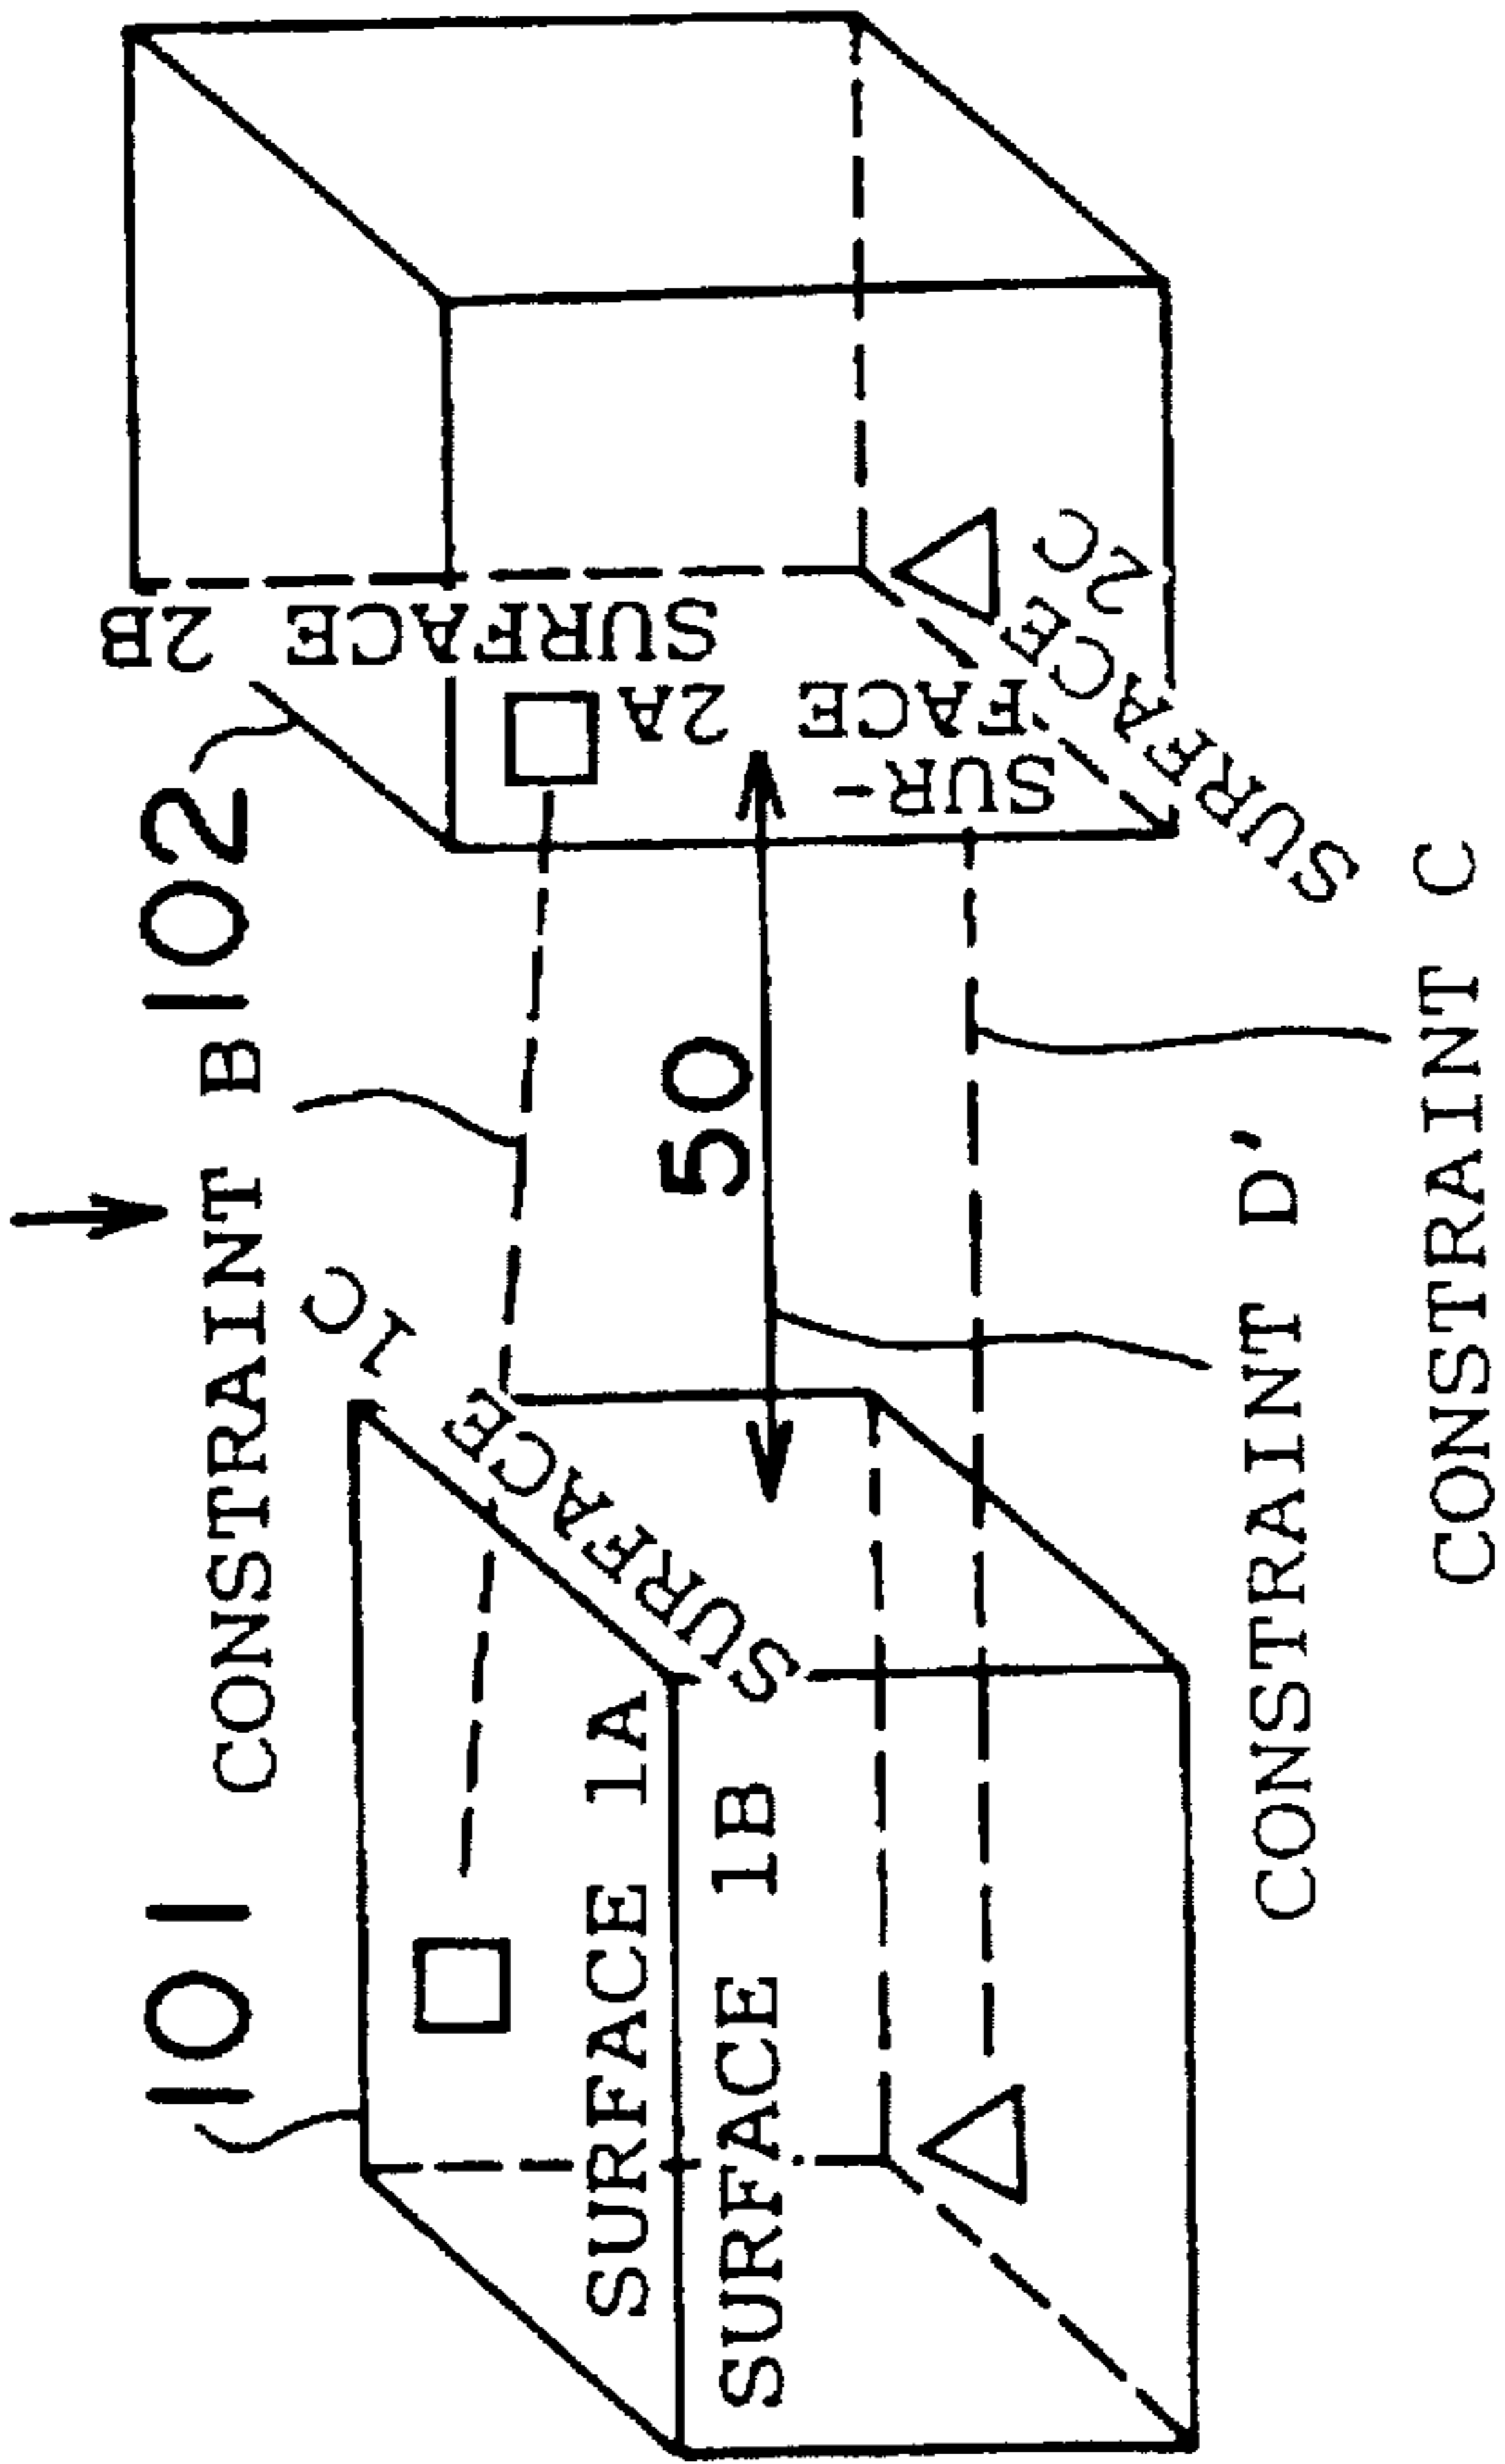 101
102
CONSTRAINT B
SURFACE 1C
SURFACE 2B
SURFACE 1A
SUR-
FACE
2A
50
SURFACE 1B
SURFACE 2C
CONSTRAINT D'
CONSTRAINT C